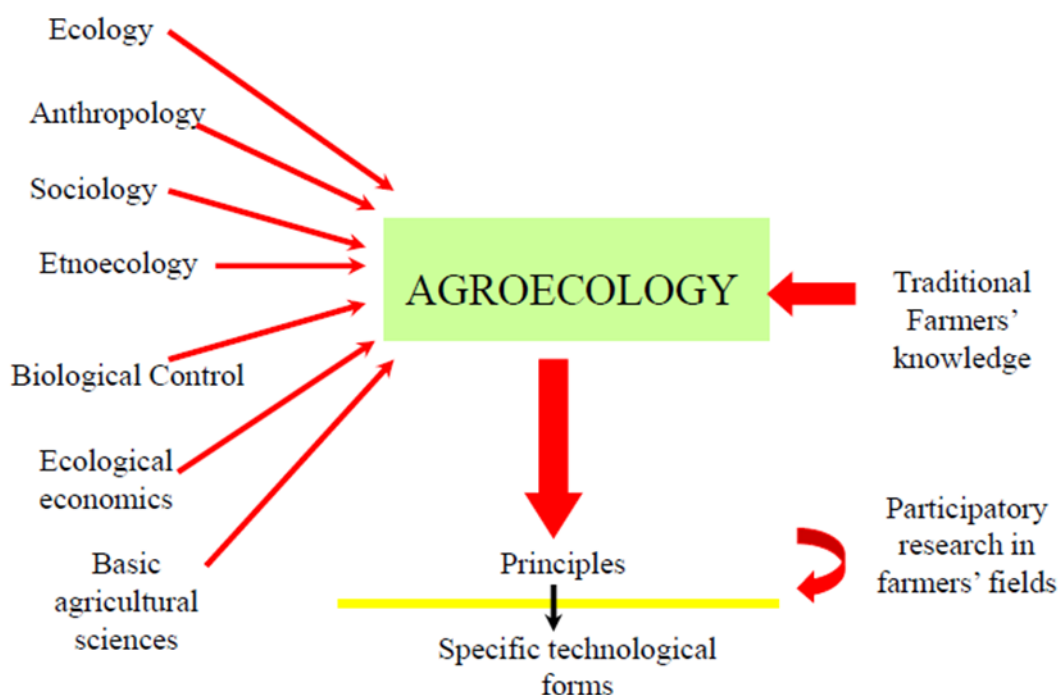 Ecology
Anthropology
Sociology
Etnoecology
Biological Control
Ecological
economics
Basic
agricultural
sciences
AGROECOLOGY
Traditional
Farmers’
knowledge
Principles
Specific technological
forms
Participatory
research in
farmers’ fields